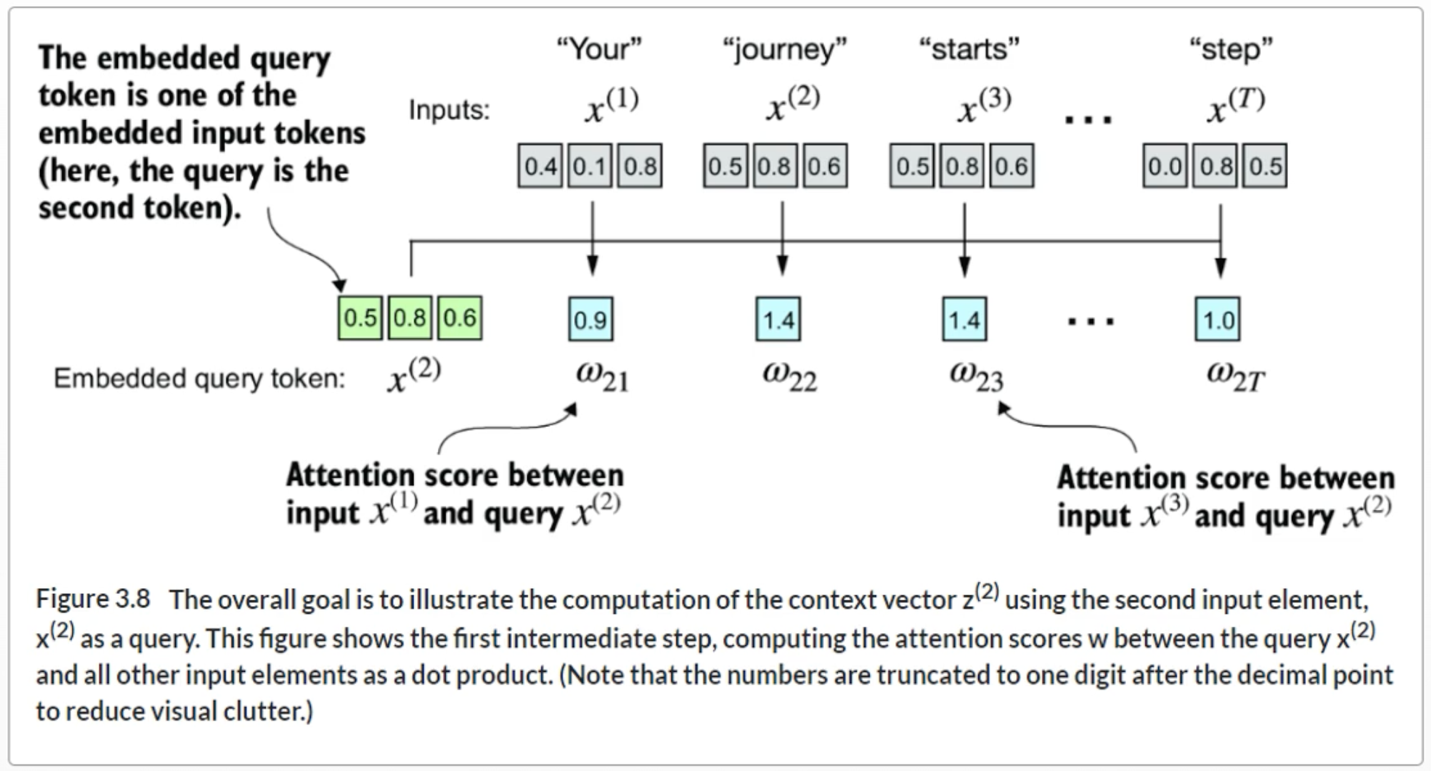 The embedded query
token is one of the
embedded input tokens
(here, the query is the
second token).
“Your” “journey” “starts” “step”
Inputs: x(1) x(2) x(3) ... x(T)
0.4 0.1 0.8 0.5 0.8 0.6 0.5 0.8 0.6 0.0 0.8 0.5
0.5 0.8 0.6 0.9 1.4 1.4 ... 1.0
Embedded query token: x(2) ω21 ω22 ω23 ω2T
Attention score between
input x(1) and query x(2)
Attention score between
input x(3) and query x(2)
Figure 3.8 The overall goal is to illustrate the computation of the context vector z(2) using the second input element,
x(2) as a query. This figure shows the first intermediate step, computing the attention scores w between the query x(2)
and all other input elements as a dot product. (Note that the numbers are truncated to one digit after the decimal point
to reduce visual clutter.)